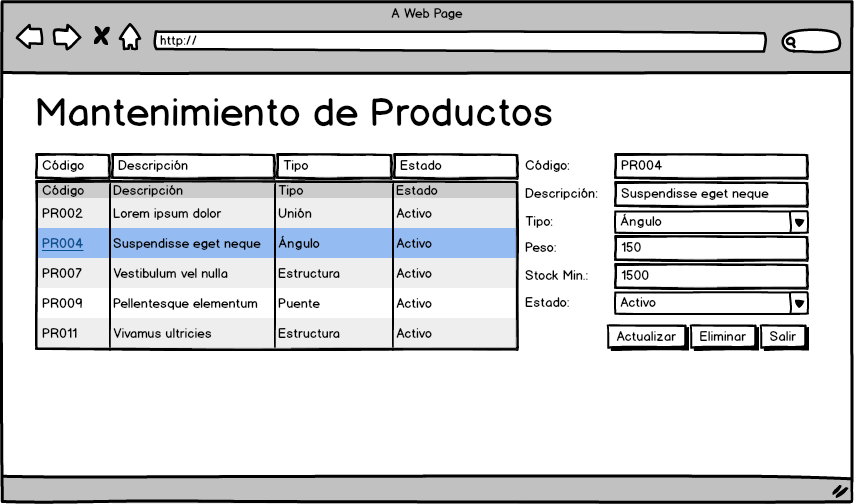 A Web Page
http://
Mantenimiento de Productos
Código Descripción Tipo Estado
Código Descripción Tipo Estado
PR002 Lorem ipsum dolor Unión Activo
PR004 Suspendisse eget neque Ángulo Activo
PR007 Vestibulum vel nulla Estructura Activo
PR009 Pellentesque elementum Puente Activo
PR011 Vivamus ultricies Estructura Activo
Código: PR004
Descripción: Suspendisse eget neque
Tipo: Ángulo
Peso: 150
Stock Min.: 1500
Estado: Activo
Actualizar Eliminar Salir